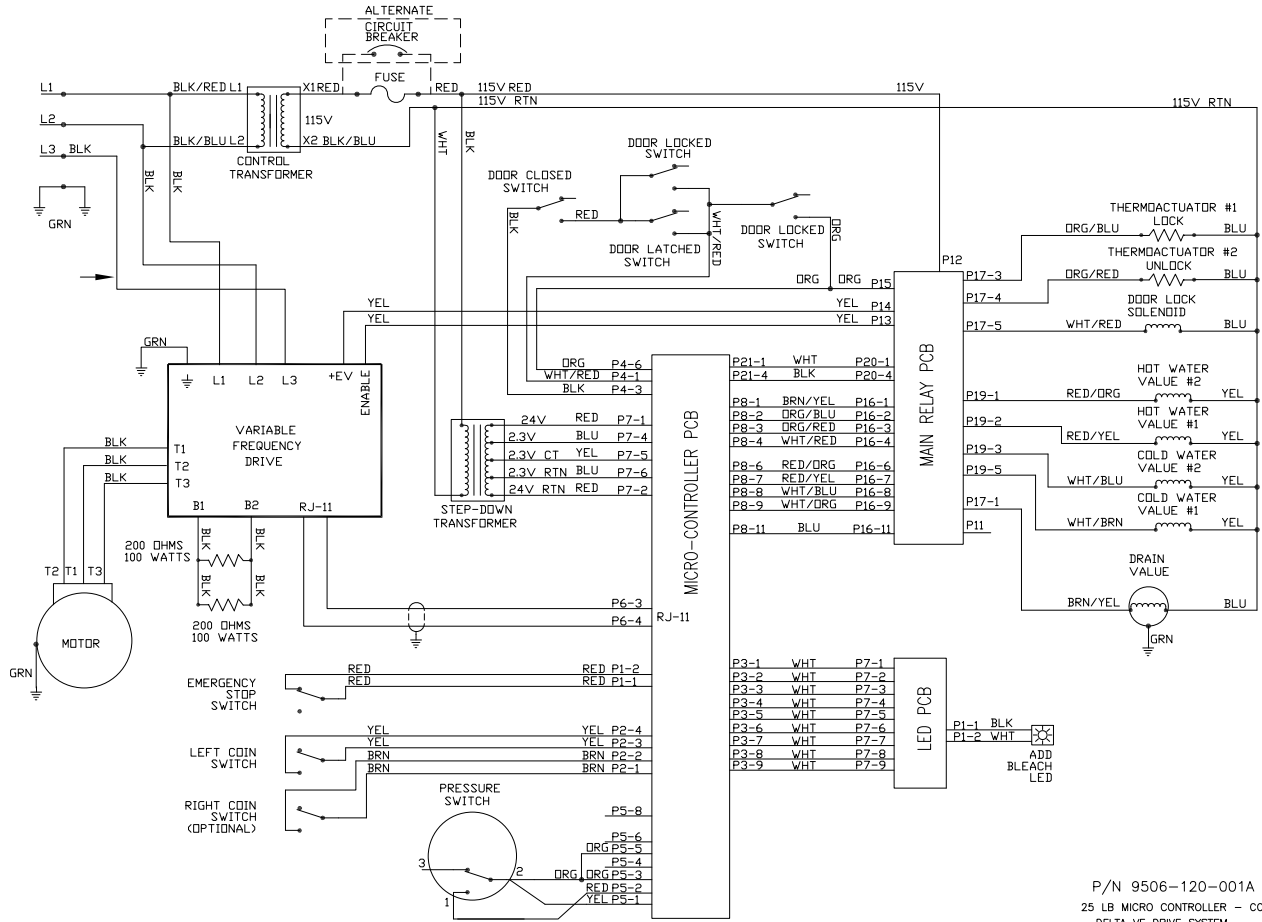 ALTERNATE
CIRCUIT
BREAKER
FUSE
L1
BLK/RED L1
X1 RED
RED
115V RED
115V
115V RTN
115V RTN
L2
115V
BLK/BLU L2
X2 BLK/BLU
L3 BLK
CONTROL
TRANSFORMER
BLK
BLK
WHT
BLK
GRN
DOOR LOCKED
SWITCH
DOOR CLOSED
SWITCH
BLK
RED
DOOR LATCHED
SWITCH
WHT/RED
DOOR LOCKED
SWITCH
ORG
THERMOACTUATOR #1
LOCK
ORG/BLU
BLU
THERMOACTUATOR #2
UNLOCK
ORG/RED
BLU
DOOR LOCK
SOLENOID
WHT/RED
BLU
P12
ORG
ORG
P15
YEL
YEL
P14
YEL
YEL
P13
P17-3
P17-4
P17-5
P19-1
P19-2
P19-3
P19-5
P17-1
P11
MAIN RELAY PCB
HOT WATER
VALUE #2
RED/ORG
YEL
HOT WATER
VALUE #1
RED/YEL
YEL
COLD WATER
VALUE #2
WHT/BLU
YEL
COLD WATER
VALUE #1
WHT/BRN
YEL
DRAIN
VALUE
BRN/YEL
BLU
GRN
GRN
L1
L2
L3
+EV
ENABLE
VARIABLE
FREQUENCY
DRIVE
T1
T2
T3
B1
B2
RJ-11
BLK
BLK
BLK
BLK
BLK
BLK
BLK
200 OHMS
100 WATTS
200 OHMS
100 WATTS
T2
T1
T3
MOTOR
GRN
ORG P4-6
WHT/RED P4-1
BLK P4-3
24V RED P7-1
2.3V BLU P7-4
2.3V CT YEL P7-5
2.3V RTN BLU P7-6
24V RTN RED P7-2
STEP-DOWN
TRANSFORMER
MICRO-CONTROLLER PCB
P21-1 WHT P20-1
P21-4 BLK P20-4
P8-1 BRN/YEL P16-1
P8-2 ORG/BLU P16-2
P8-3 ORG/RED P16-3
P8-4 WHT/RED P16-4
P8-6 RED/ORG P16-6
P8-7 RED/YEL P16-7
P8-8 WHT/BLU P16-8
P8-9 WHT/ORG P16-9
P8-11 BLU P16-11
P6-3
P6-4
RJ-11
EMERGENCY
STOP
SWITCH
RED RED P1-2
RED RED P1-1
LEFT COIN
SWITCH
YEL YEL P2-4
YEL YEL P2-3
BRN BRN P2-2
BRN BRN P2-1
RIGHT COIN
SWITCH
(OPTIONAL)
PRESSURE
SWITCH
3
2
1
P5-8
P5-6
ORG P5-5
P5-4
ORG ORG P5-3
RED P5-2
YEL P5-1
P3-1 WHT P7-1
P3-2 WHT P7-2
P3-3 WHT P7-3
P3-4 WHT P7-4
P3-5 WHT P7-5
P3-6 WHT P7-6
P3-7 WHT P7-7
P3-8 WHT P7-8
P3-9 WHT P7-9
LED PCB
P1-1 BLK
P1-2 WHT
ADD
BLEACH
LED
P/N 9506-120-001A
25 LB MICRO CONTROLLER - CO
DELTA VF DRIVE SYSTEM